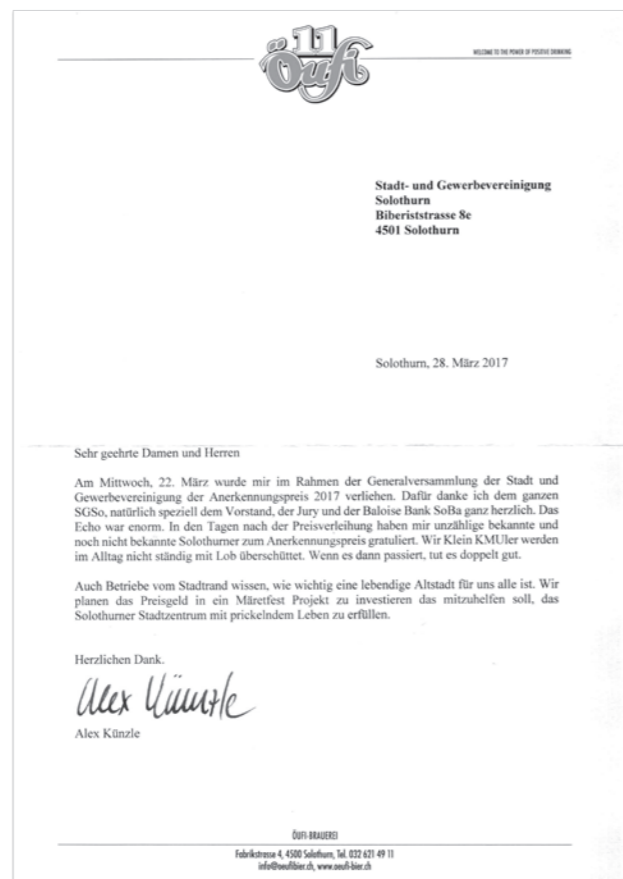 11
Öufi
WELCOME TO THE POWER OF POSITIVE DRINKING
Stadt- und Gewerbevereinigung
Solothurn
Biberiststrasse 8e
4501 Solothurn
Solothurn, 28. März 2017
Sehr geehrte Damen und Herren
Am Mittwoch, 22. März wurde mir im Rahmen der Generalversammlung der Stadt und
Gewerbevereinigung der Anerkennungspreis 2017 verliehen. Dafür danke ich dem ganzen
SGSo, natürlich speziell dem Vorstand, der Jury und der Baloise Bank SoBa ganz herzlich. Das
Echo war enorm. In den Tagen nach der Preisverleihung haben mir unzählige bekannte und
noch nicht bekannte Solothurner zum Anerkennungspreis gratuliert. Wir Klein KMUler werden
im Alltag nicht ständig mit Lob überschüttet. Wenn es dann passiert, tut es doppelt gut.
Auch Betriebe vom Stadtrand wissen, wie wichtig eine lebendige Altstadt für uns alle ist. Wir
planen das Preisgeld in ein Märetfest Projekt zu investieren das mitzuhelfen soll, das
Solothurner Stadtzentrum mit prickelndem Leben zu erfüllen.
Herzlichen Dank.
Alex Künzle
Alex Künzle
ÖUFI-BRAUEREI
Fabrikstrasse 4, 4500 Solothurn, Tel. 032 621 49 11
info@oeufibier.ch, www.oeufi-bier.ch